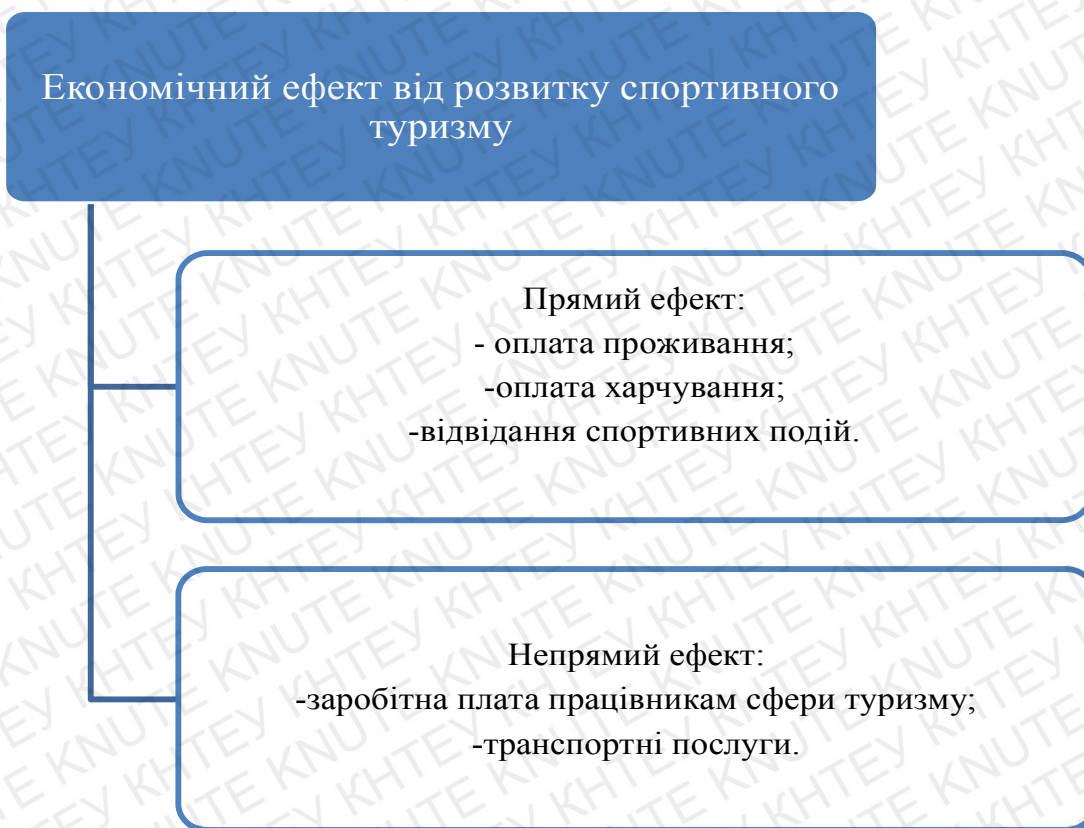 Економічний ефект від розвитку спортивного
туризму
Прямий ефект:
- оплата проживання;
-оплата харчування;
-відвідання спортивних подій.
Непрямий ефект:
-заробітна плата працівникам сфери туризму;
-транспортні послуги.